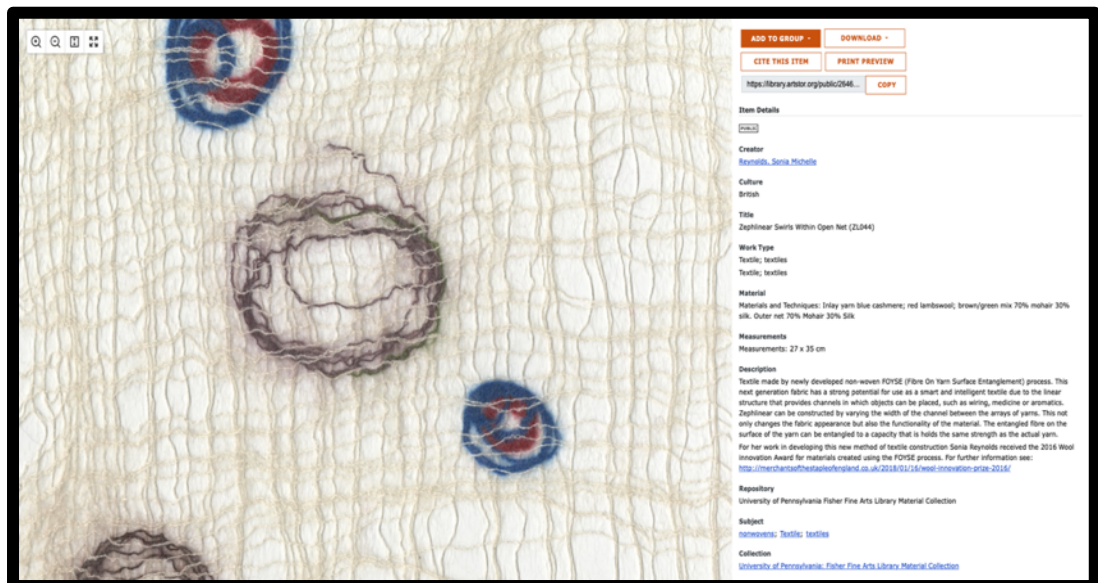 ADD TO GROUP
DOWNLOAD
CITE THIS ITEM
PRINT PREVIEW
https://library.artstor.org/public/2646...
COPY
Item Details
PUBLIC
Creator
Reynolds, Sonia Michelle
Culture
British
Title
Zephlinear Swirls Within Open Net (ZL044)
Work Type
Textile; textiles
Textile; textiles
Material
Materials and Techniques: Inlay yarn blue cashmere; red lambswool; brown/green mix 70% mohair 30%
silk. Outer net 70% Mohair 30% Silk
Measurements
Measurements: 27 x 35 cm
Description
Textile made by newly developed non-woven FOYSE (Fibre On Yarn Surface Entanglement) process. This
next generation fabric has a strong potential for use as a smart and intelligent textile due to the linear
structure that provides channels in which objects can be placed, such as wiring, medicine or aromatics.
Zephlinear can be constructed by varying the width of the channel between the arrays of yarns. This not
only changes the fabric appearance but also the functionality of the material. The entangled fibre on the
surface of the yarn can be entangled to a capacity that is holds the same strength as the actual yarn.
For her work in developing this new method of textile construction Sonia Reynolds received the 2016 Wool
Innovation Award for materials created using the FOYSE process. For further information see:
http://merchantsofthestapleofengland.co.uk/2018/01/16/wool-innovation-prize-2016/
Repository
University of Pennsylvania Fisher Fine Arts Library Material Collection
Subject
nonwovens; Textile; textiles
Collection
University of Pennsylvania: Fisher Fine Arts Library Material Collection